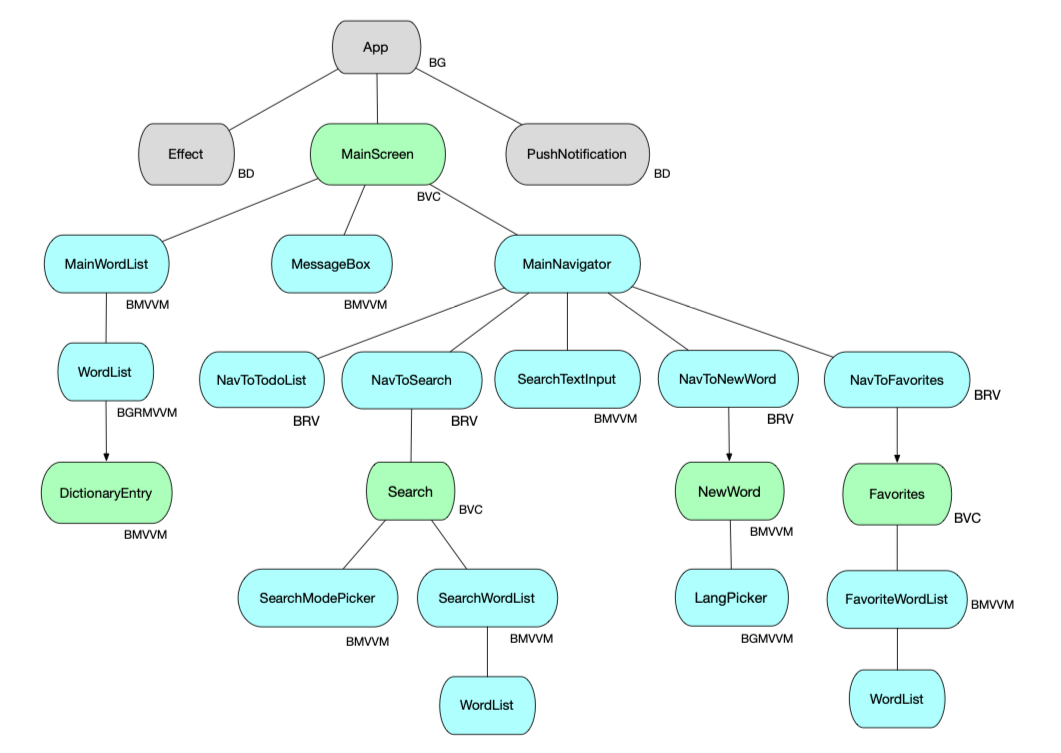 App
BG
Effect
BD
MainScreen
BVC
PushNotification
BD
MainWordList
BMVVM
MessageBox
BMVVM
MainNavigator
WordList
BGRMVVM
NavToTodoList
BRV
NavToSearch
BRV
SearchTextInput
BMVVM
NavToNewWord
BRV
NavToFavorites
BRV
DictionaryEntry
BMVVM
Search
BVC
NewWord
BMVVM
Favorites
BVC
SearchModePicker
BMVVM
SearchWordList
BMVVM
LangPicker
BGMVVM
FavoriteWordList
BMVVM
WordList
WordList